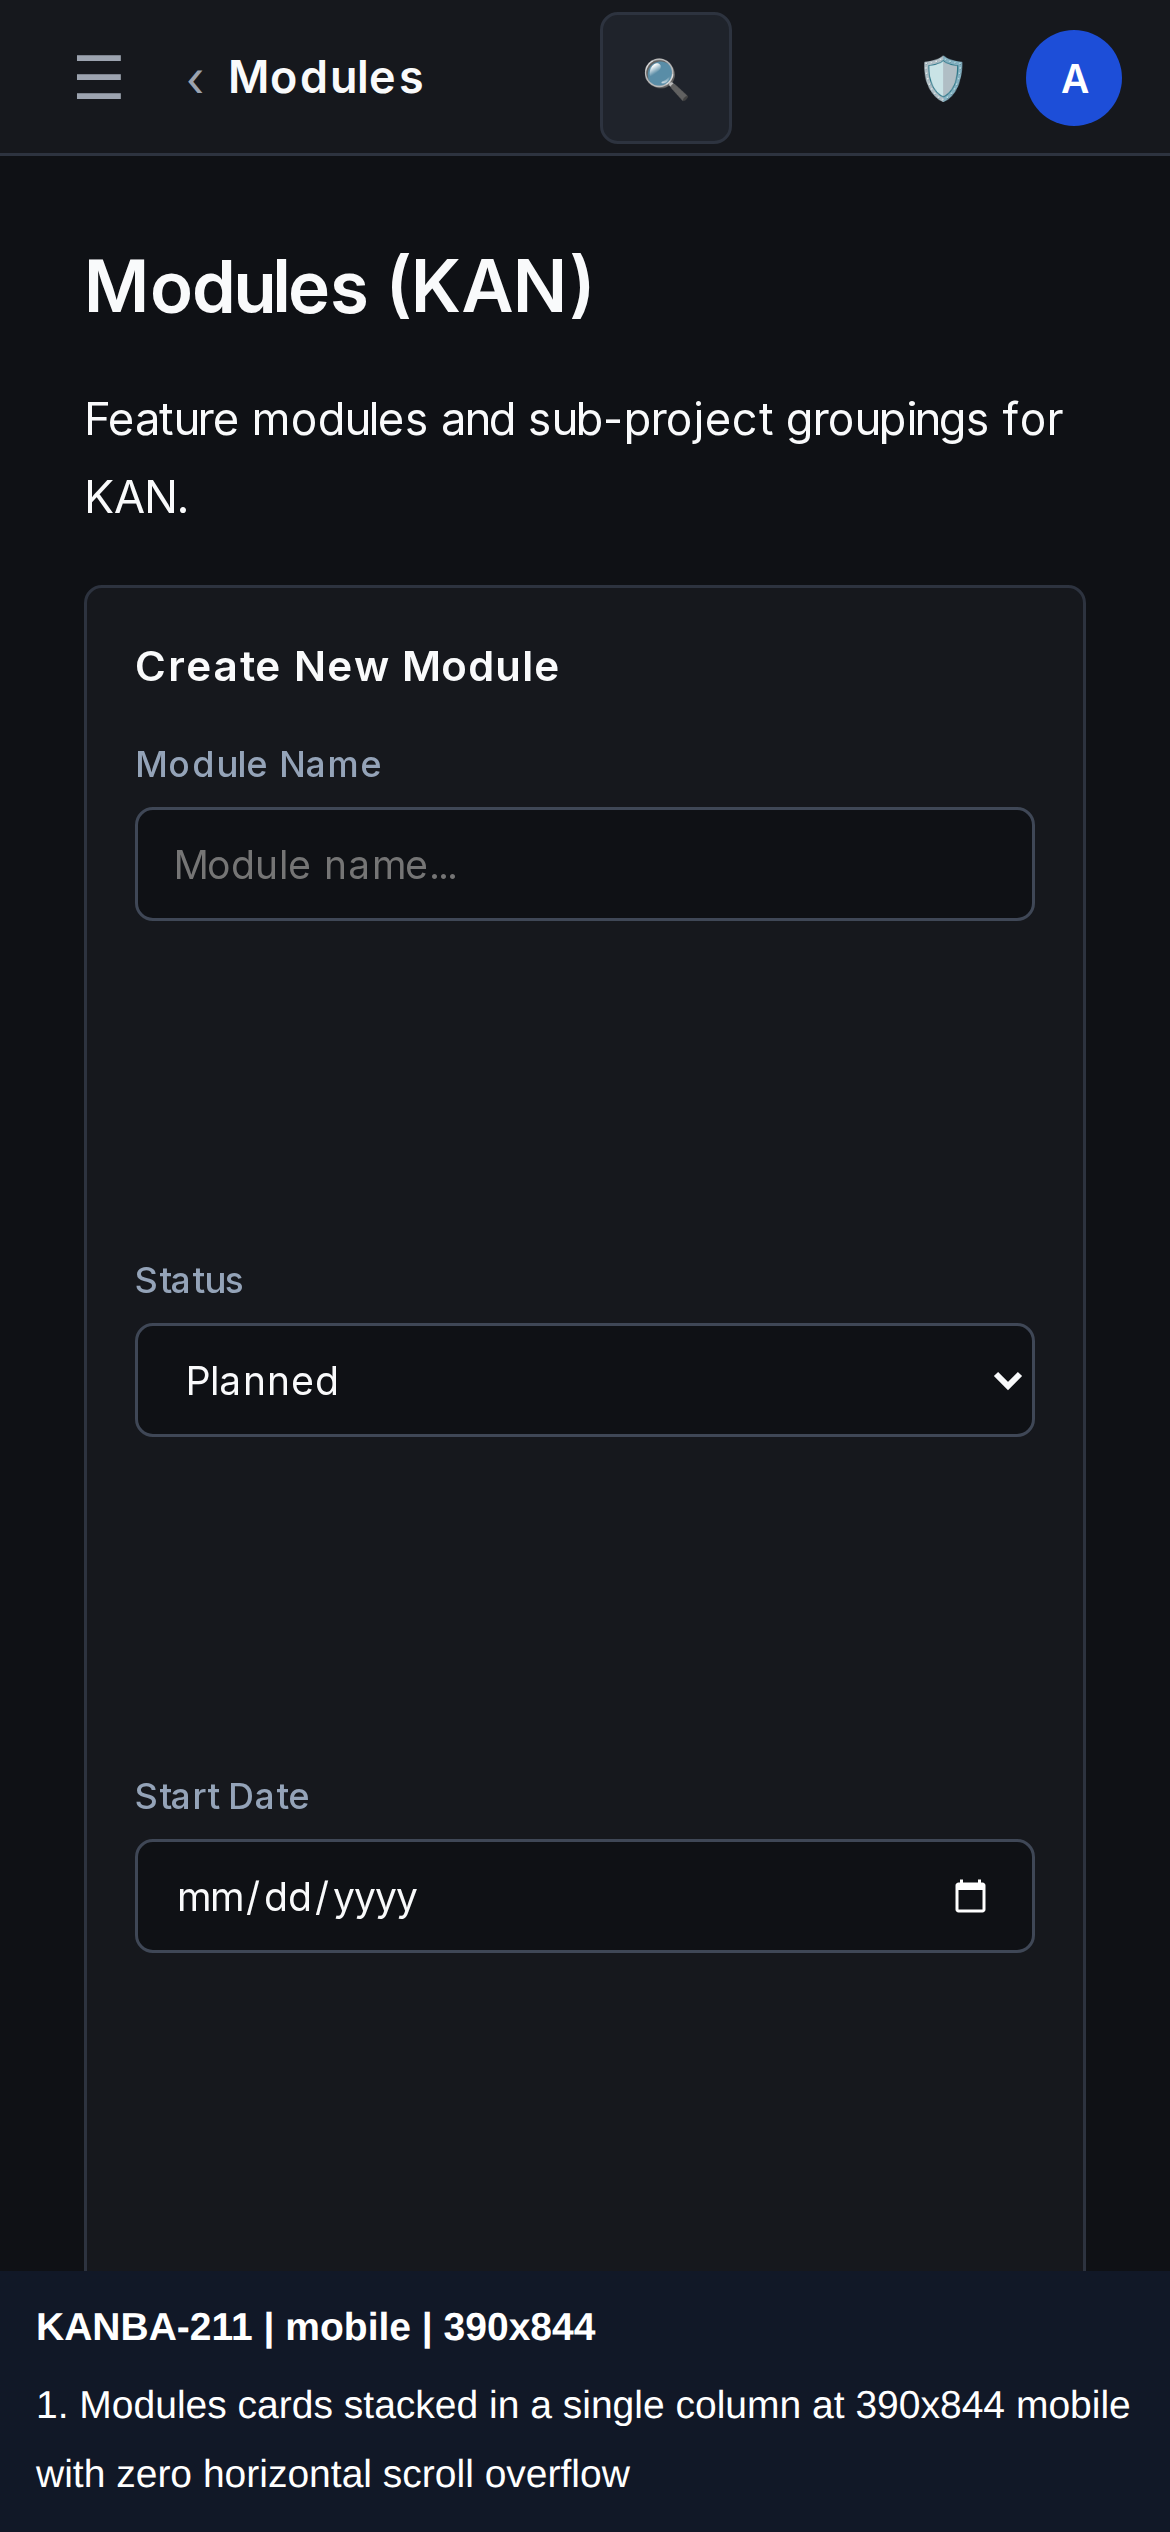 ☰ ‹ Modules 🔍 🛡️ A
Modules (KAN)
Feature modules and sub-project groupings for
KAN.
Create New Module
Module Name
Module name...
Status
Planned
Start Date
mm/dd/yyyy
KANBA-211 | mobile | 390x844
1. Modules cards stacked in a single column at 390x844 mobile
with zero horizontal scroll overflow